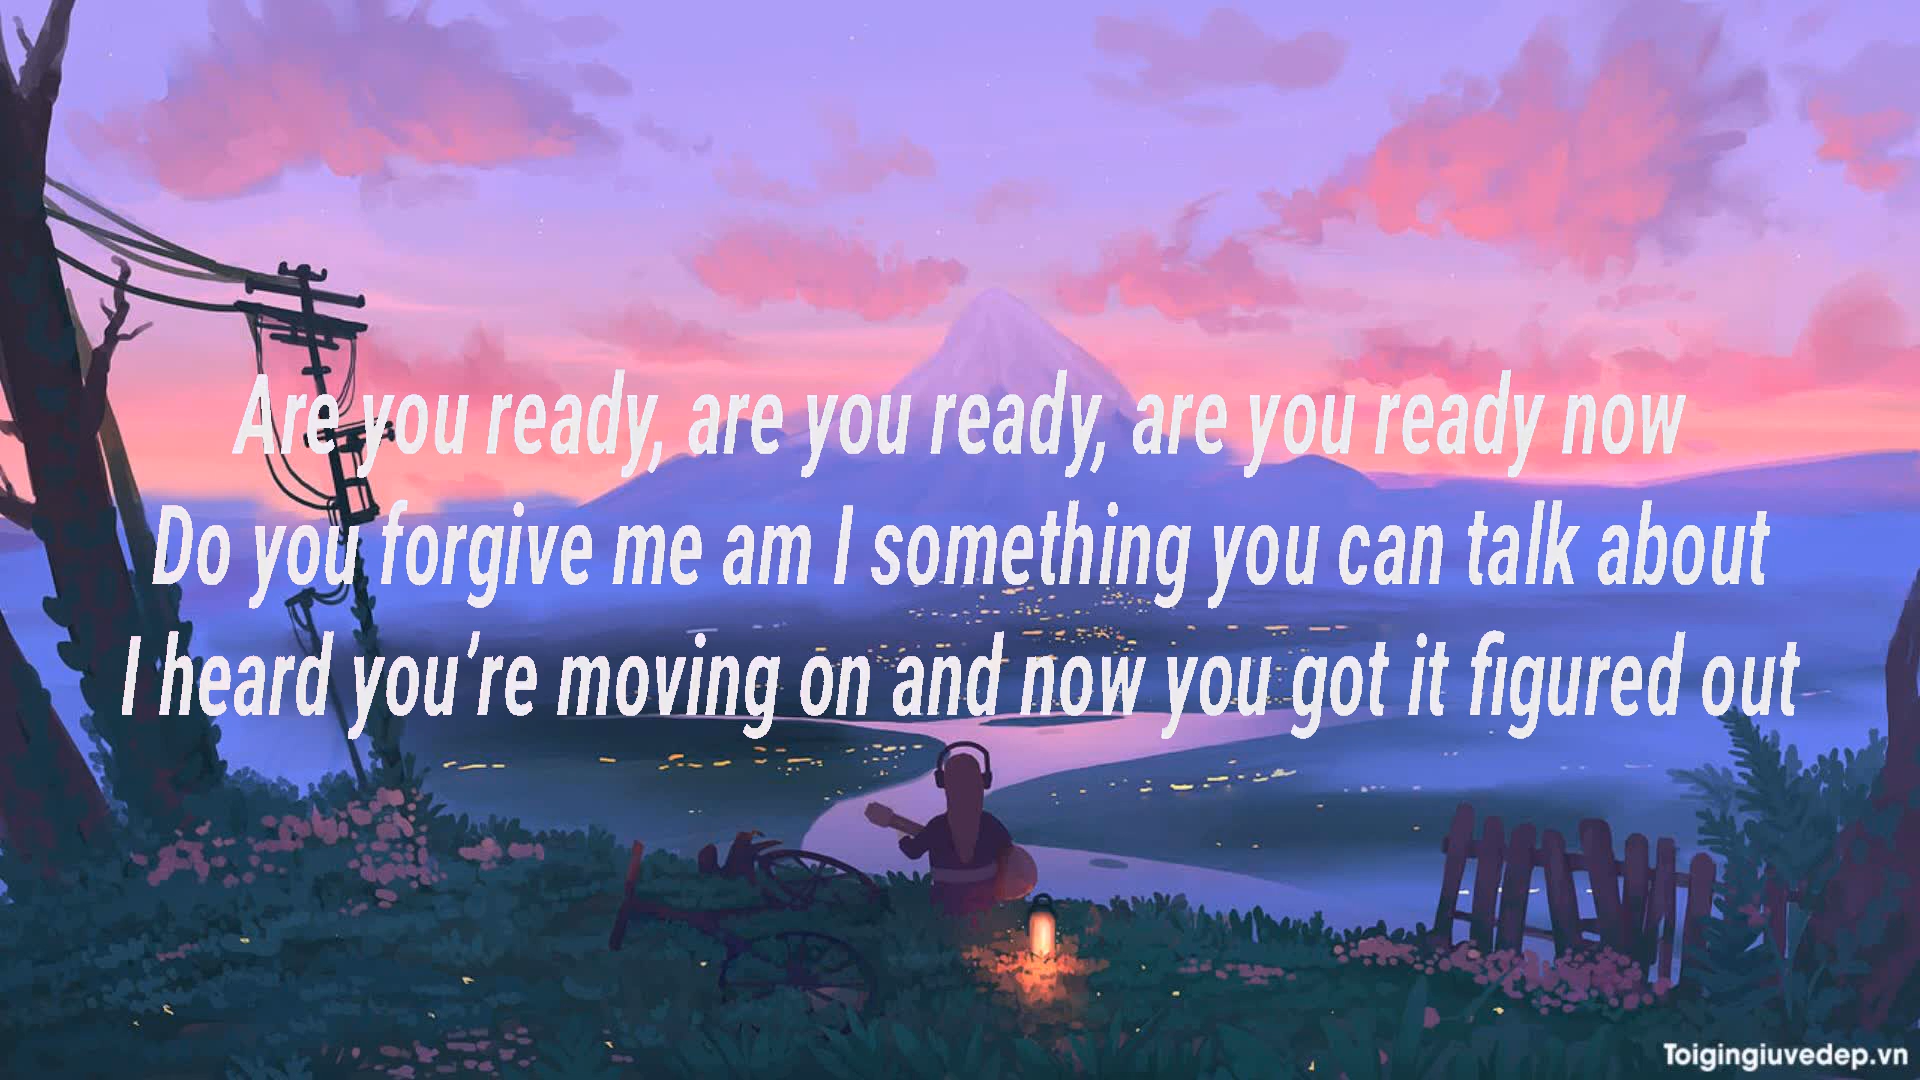 Are you ready, are you ready, are you ready now
Do you forgive me am I something you can talk about
I heard you’re moving on and now you got it figured out
Toigingiuvedep.vn